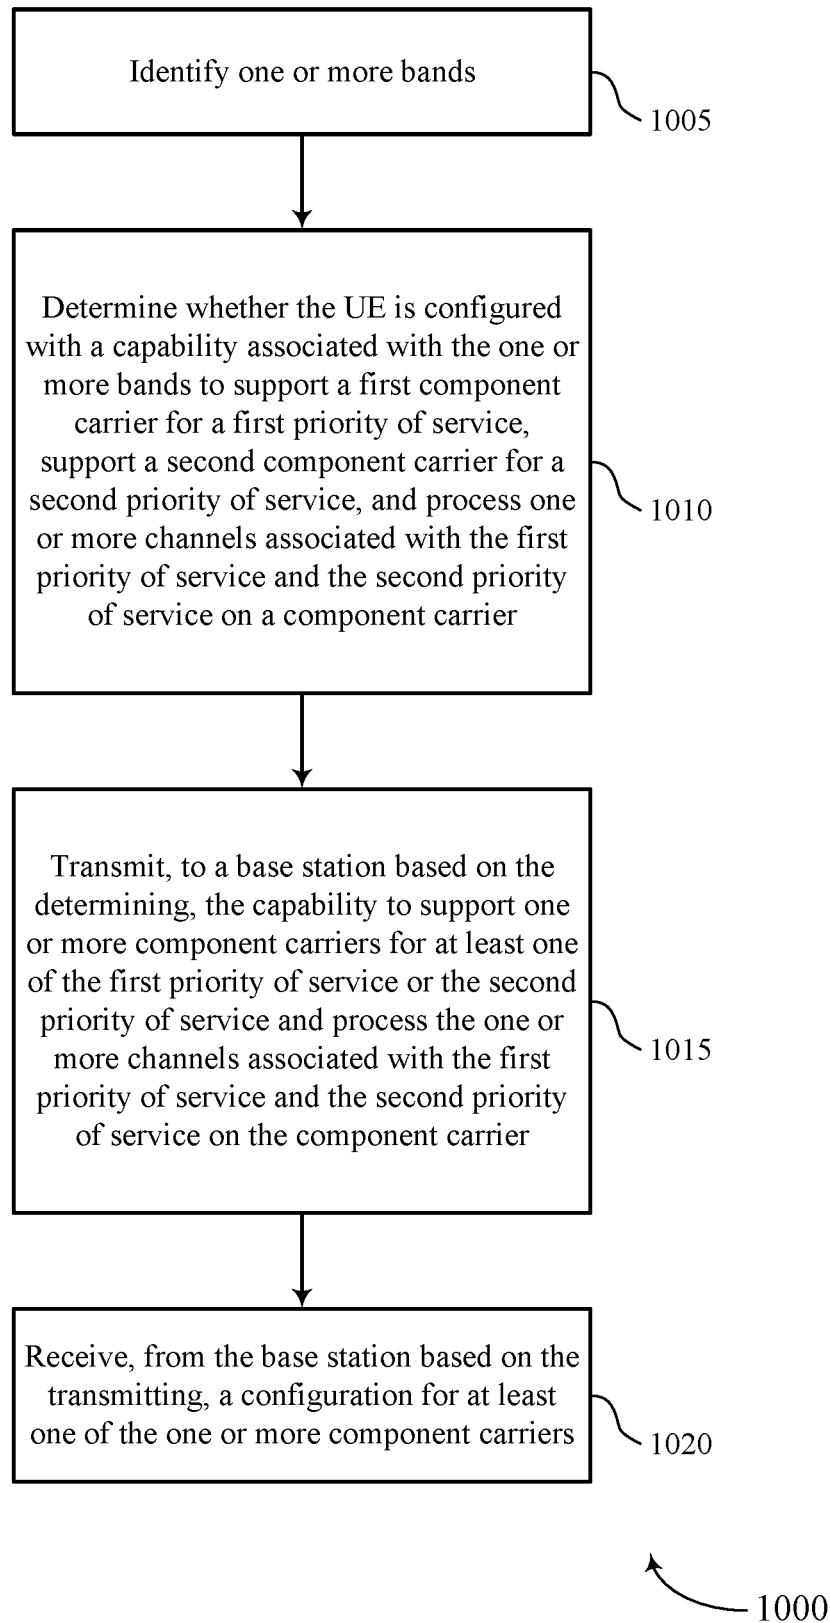 Identify one or more bands
1005
Determine whether the UE is configured
with a capability associated with the one or
more bands to support a first component
carrier for a first priority of service,
support a second component carrier for a
second priority of service, and process one
or more channels associated with the first
priority of service and the second priority
of service on a component carrier
1010
Transmit, to a base station based on the
determining, the capability to support one
or more component carriers for at least one
of the first priority of service or the second
priority of service and process the one or
more channels associated with the first
priority of service and the second priority
of service on the component carrier
1015
Receive, from the base station based on the
transmitting, a configuration for at least
one of the one or more component carriers
1020
1000